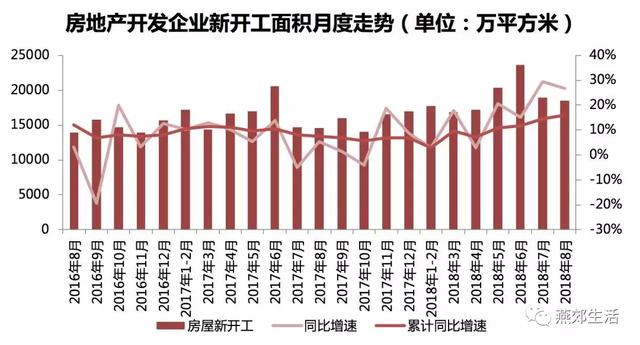 房地产开发企业新开工面积月度走势（单位：万平方米）
25000
20000
15000
10000
5000
0
40%
30%
20%
10%
0%
-10%
-20%
-30%
2016年8月
2016年9月
2016年10月
2016年11月
2016年12月
2017年1-2月
2017年3月
2017年4月
2017年5月
2017年6月
2017年7月
2017年8月
2017年9月
2017年10月
2017年11月
2017年12月
2018年1-2月
2018年3月
2018年4月
2018年5月
2018年6月
2018年7月
2018年8月
房屋新开工
同比增速
累计同比增速
燕郊生活